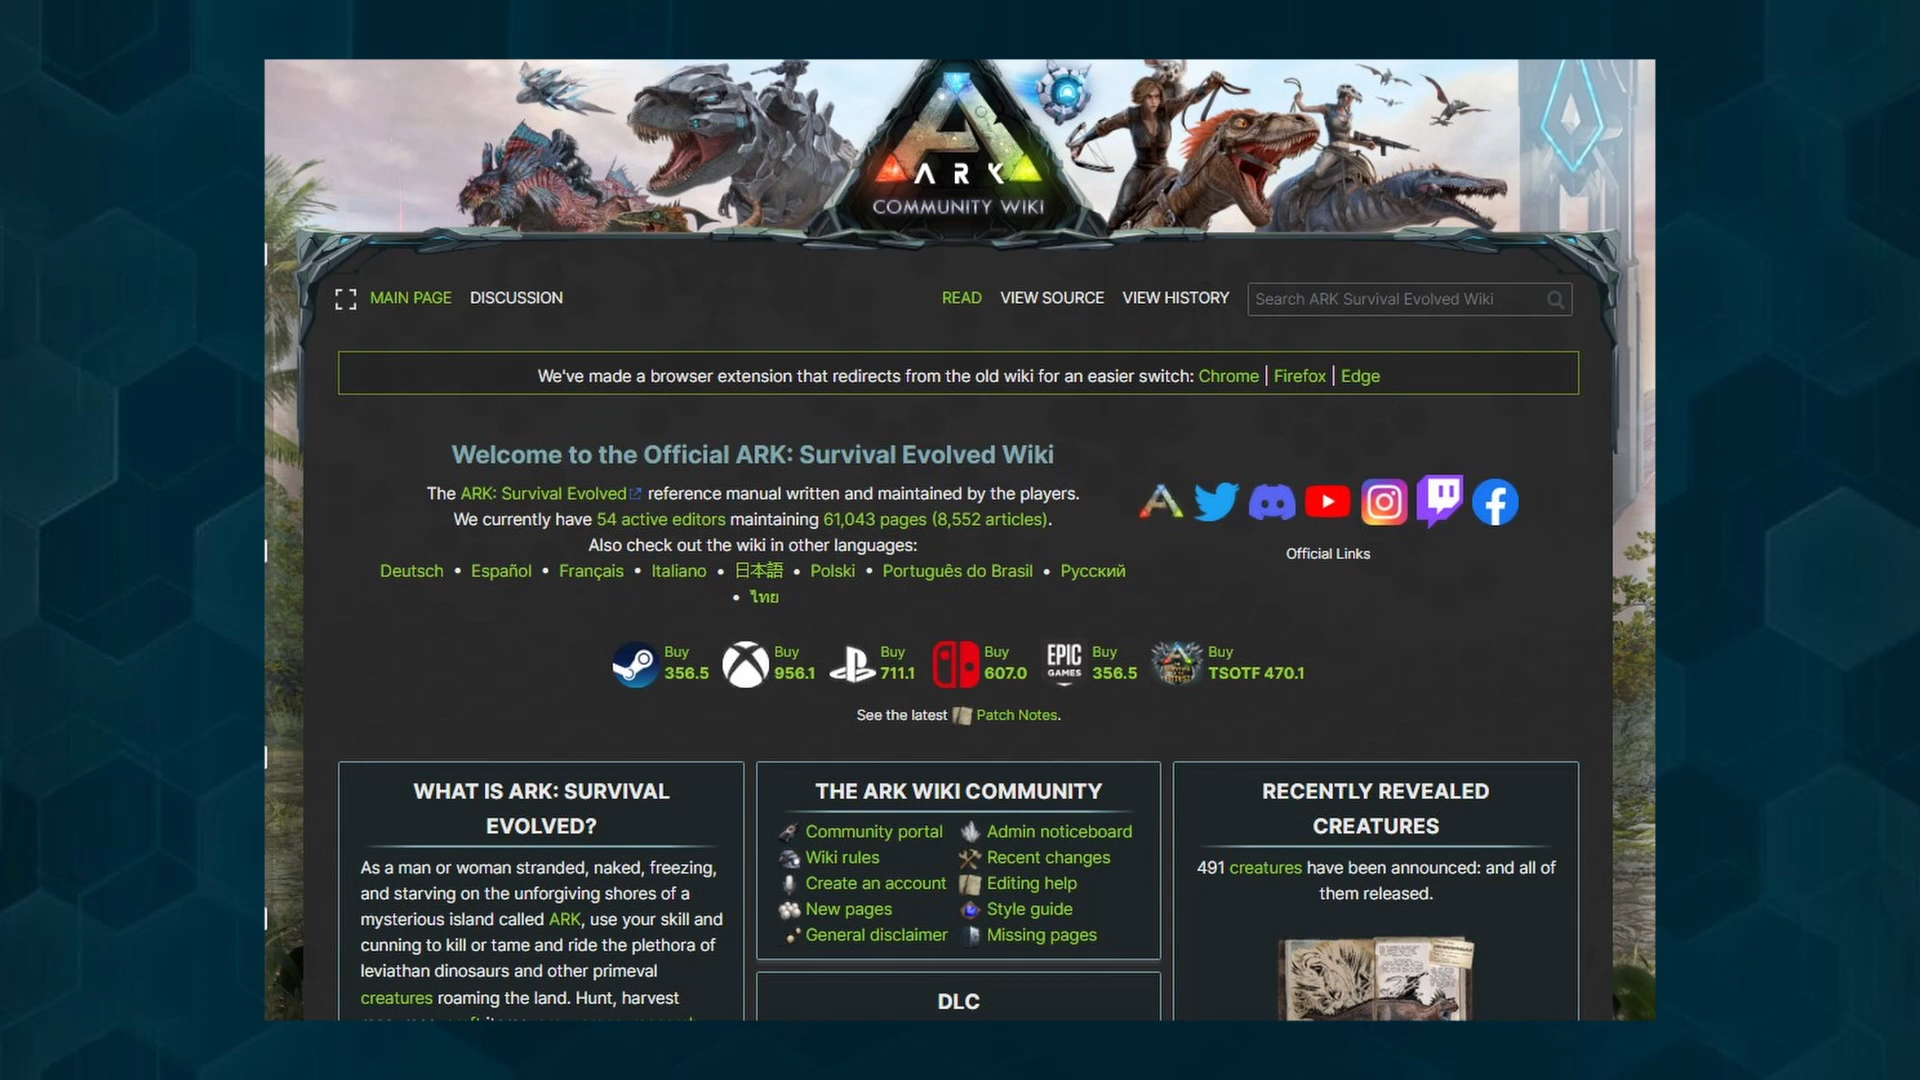 ARK
COMMUNITY WIKI
MAIN PAGE DISCUSSION READ VIEW SOURCE VIEW HISTORY Search ARK Survival Evolved Wiki
We've made a browser extension that redirects from the old wiki for an easier switch: Chrome | Firefox | Edge
Welcome to the Official ARK: Survival Evolved Wiki
The ARK: Survival Evolved reference manual written and maintained by the players.
We currently have 54 active editors maintaining 61,043 pages (8,552 articles).
Also check out the wiki in other languages:
Deutsch • Español • Français • Italiano • 日本語 • Polski • Português do Brasil • Русский
• ไทย
Official Links
Buy 356.5
Buy 956.1
Buy 711.1
Buy 607.0
EPIC GAMES
Buy 356.5
Buy TSOTF 470.1
See the latest Patch Notes.
WHAT IS ARK: SURVIVAL
EVOLVED?
As a man or woman stranded, naked, freezing,
and starving on the unforgiving shores of a
mysterious island called ARK, use your skill and
cunning to kill or tame and ride the plethora of
leviathan dinosaurs and other primeval
creatures roaming the land. Hunt, harvest
THE ARK WIKI COMMUNITY
Community portal
Admin noticeboard
Wiki rules
Recent changes
Create an account
Editing help
New pages
Style guide
General disclaimer
Missing pages
DLC
RECENTLY REVEALED
CREATURES
491 creatures have been announced: and all of
them released.